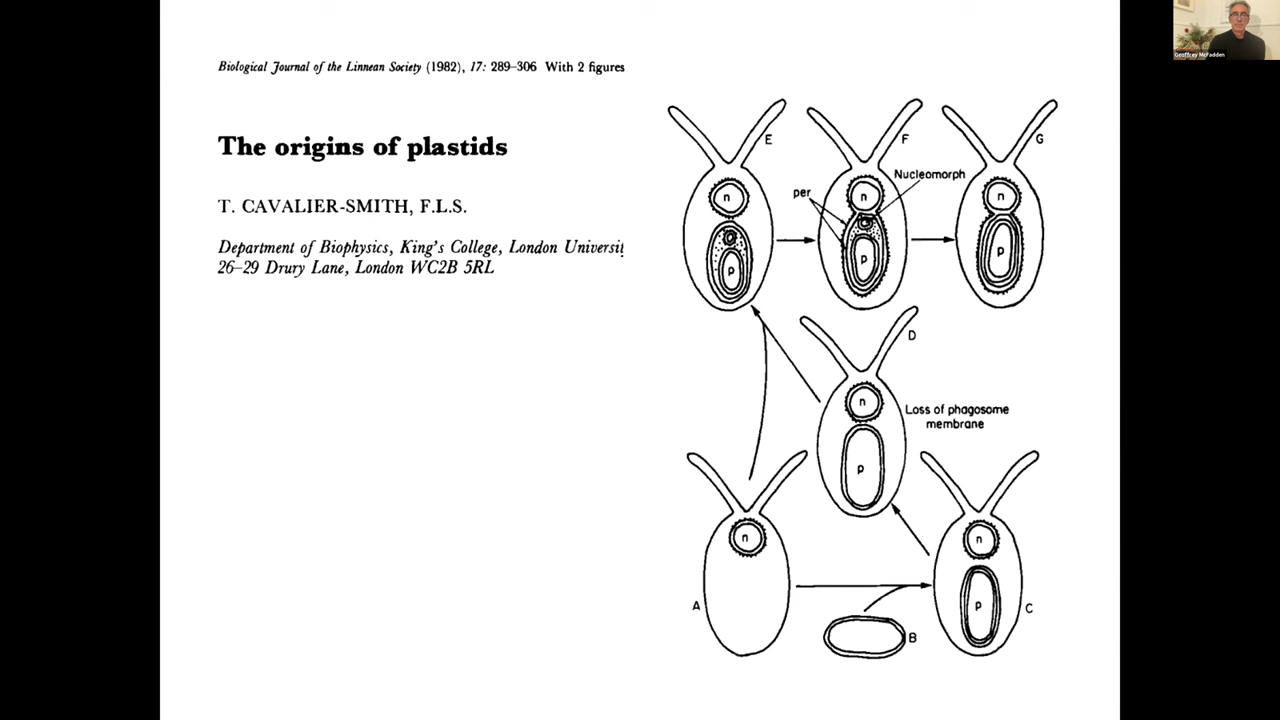 Biological Journal of the Linnean Society (1982), 17: 289–306 With 2 figures
The origins of plastids
T. CAVALIER-SMITH, F.L.S.
Department of Biophysics, King's College, London Universit
26–29 Drury Lane, London WC2B 5RL
E
F
G
Nucleomorph
per
n
n
n
p
p
p
D
n
Loss of phagosome
membrane
p
n
n
p
A
B
C
Geoffrey McFadden